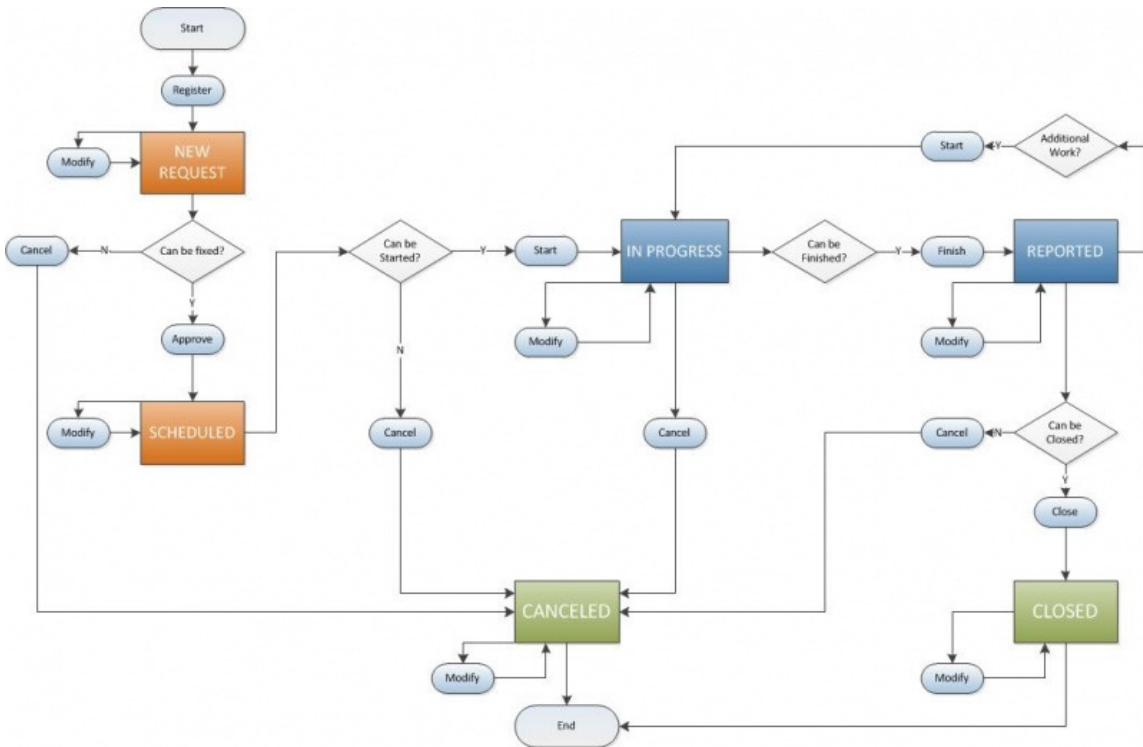 Start
Register
Modify
NEW
REQUEST
Cancel
N
Can be fixed?
Y
Approve
Modify
SCHEDULED
Can be
Started?
Y
Start
N
Cancel
IN PROGRESS
Modify
Cancel
Can be
Finished?
Y
Finish
REPORTED
Modify
Additional
Work?
Y
Start
Can be
Closed?
N
Cancel
Y
Close
CANCELED
Modify
CLOSED
Modify
End